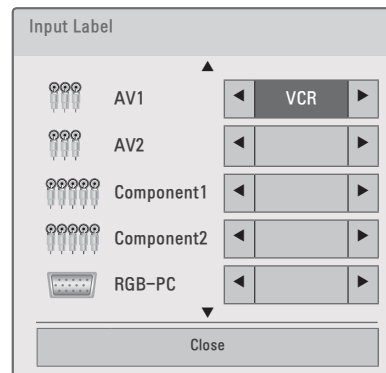 Input Label
AV1 VCR
AV2
Component1
Component2
RGB-PC
Close